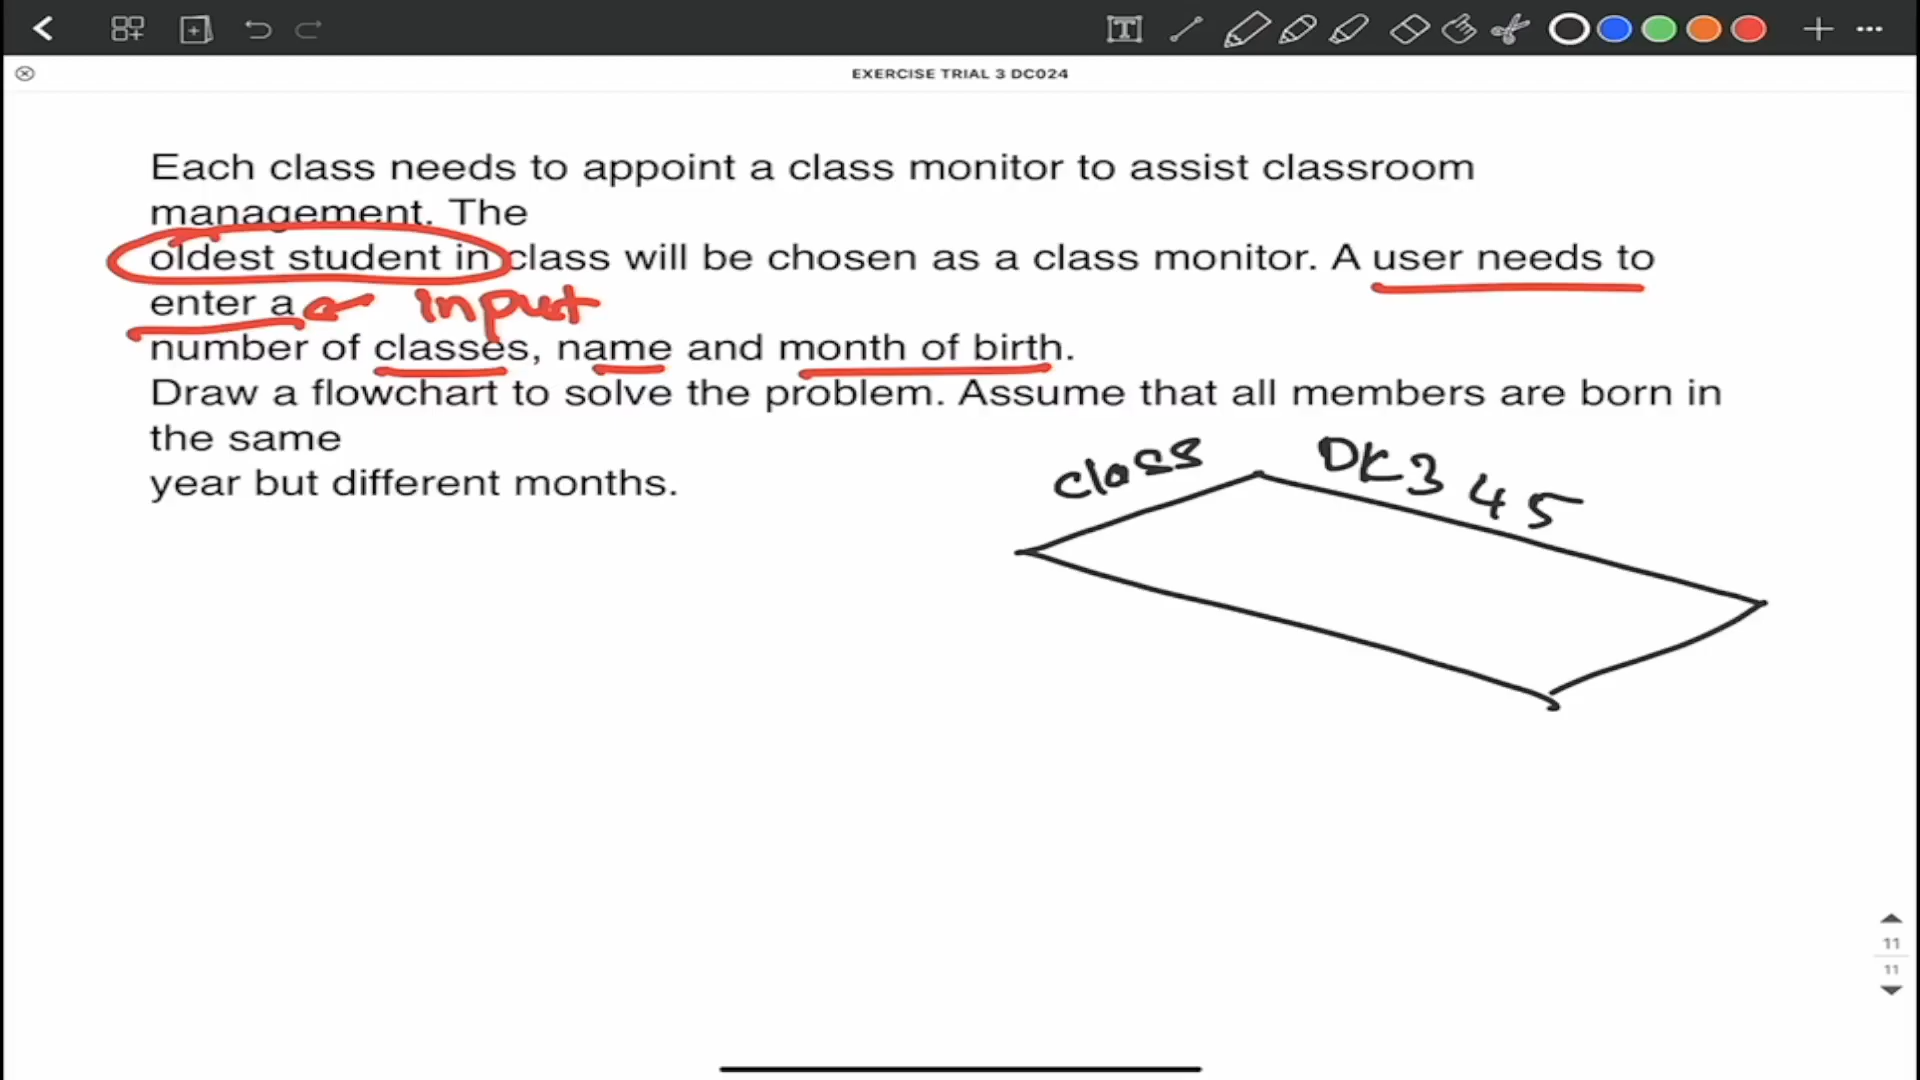 EXERCISE TRIAL 3 DC024
Each class needs to appoint a class monitor to assist classroom
management. The
oldest student in class will be chosen as a class monitor. A user needs to
enter a Input
number of classes, name and month of birth.
Draw a flowchart to solve the problem. Assume that all members are born in
the same
year but different months.
class DK3 4 5
11
11